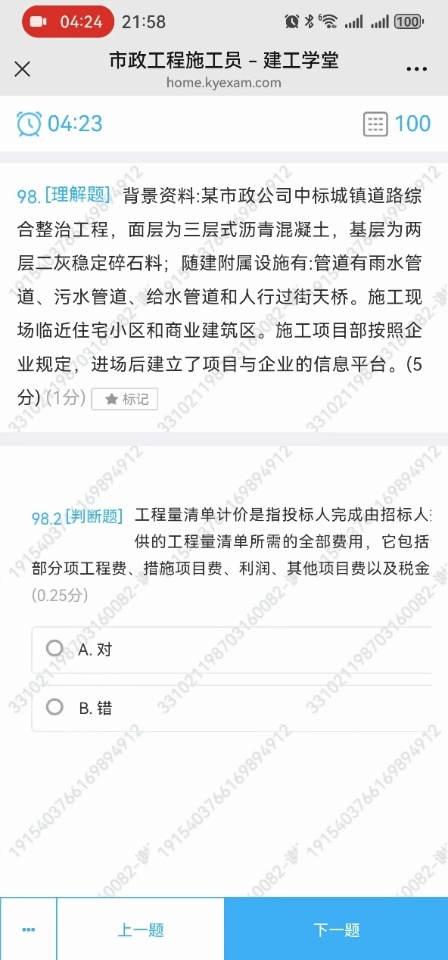 04:24 21:58 6 100
市政工程施工员 – 建工学堂
home.kyexam.com
04:23 100
98. [理解题] 背景资料:某市政公司中标城镇道路综
合整治工程，面层为三层式沥青混凝土，基层为两
层二灰稳定碎石料；随建附属设施有:管道有雨水管
道、污水管道、给水管道和人行过街天桥。施工现
场临近住宅小区和商业建筑区。施工项目部按照企
业规定，进场后建立了项目与企业的信息平台。(5
分) (1分) 标记
98.2 [判断题] 工程量清单计价是指投标人完成由招标人
供的工程量清单所需的全部费用，它包括
部分项工程费、措施项目费、利润、其他项目费以及税金
(0.25分)
A. 对
B. 错
上一题 下一题